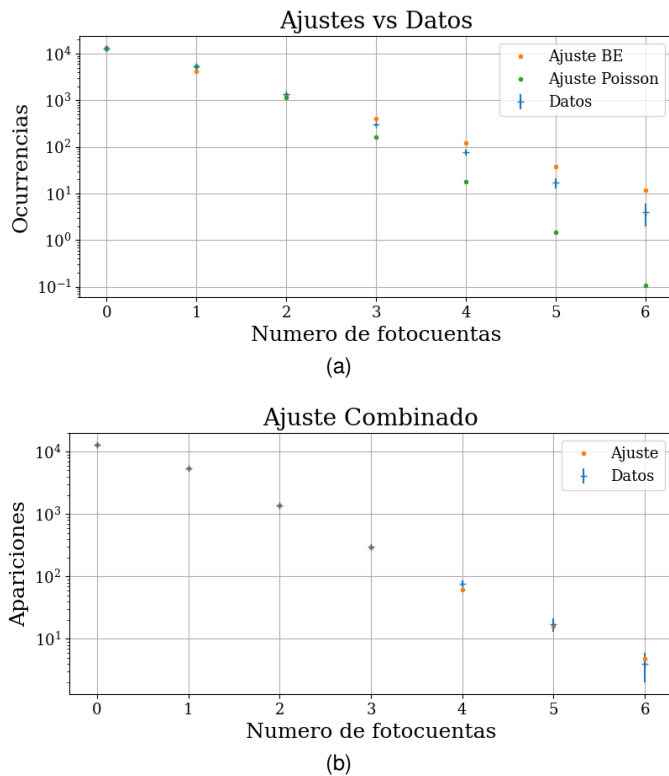 Ajustes vs Datos
10^4
10^3
10^2
10^1
10^0
10^-1
Ocurrencias
Ajuste BE
Ajuste Poisson
Datos
0 1 2 3 4 5 6
Numero de fotocuentas
(a)
Ajuste Combinado
10^4
10^3
10^2
10^1
Apariciones
Ajuste
Datos
0 1 2 3 4 5 6
Numero de fotocuentas
(b)